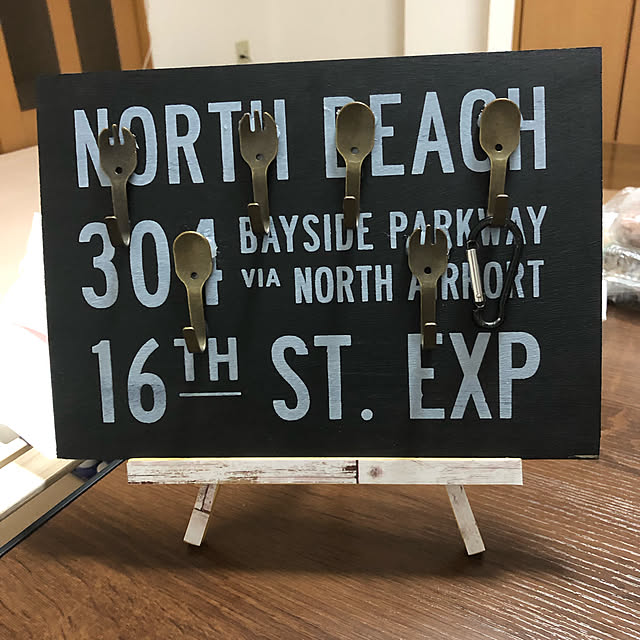 NORTH BEACH
304 BAYSIDE PARKWAY
VIA NORTH AIRPORT
16TH ST. EXP